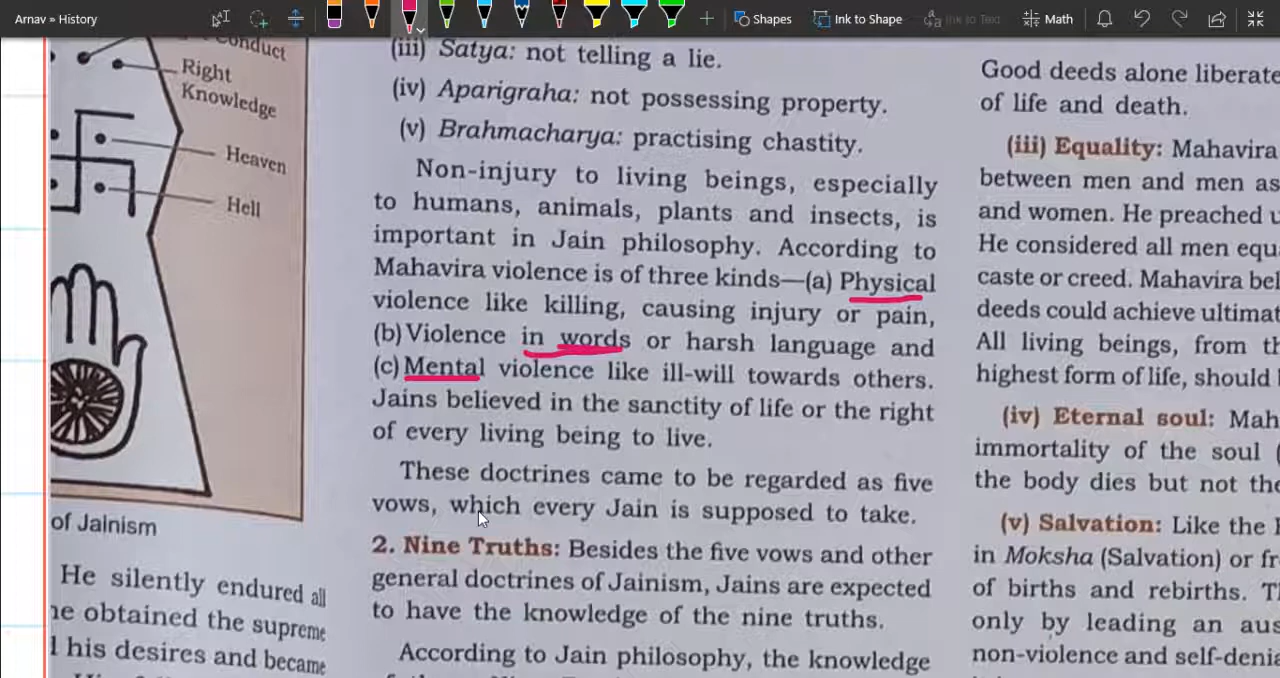 Arnav » History
Shapes
Ink to Shape
Ink to Text
Math
Conduct
Right
Knowledge
Heaven
Hell
of Jainism
He silently endured all
he obtained the supreme
his desires and became
(iii) Satya: not telling a lie.
(iv) Aparigraha: not possessing property.
(v) Brahmacharya: practising chastity.
Non-injury to living beings, especially
to humans, animals, plants and insects, is
important in Jain philosophy. According to
Mahavira violence is of three kinds—(a) Physical
violence like killing, causing injury or pain,
(b) Violence in words or harsh language and
(c) Mental violence like ill-will towards others.
Jains believed in the sanctity of life or the right
of every living being to live.
These doctrines came to be regarded as five
vows, which every Jain is supposed to take.
2. Nine Truths: Besides the five vows and other
general doctrines of Jainism, Jains are expected
to have the knowledge of the nine truths.
According to Jain philosophy, the knowledge
Good deeds alone liberate
of life and death.
(iii) Equality: Mahavira
between men and men as
and women. He preached u
He considered all men equ
caste or creed. Mahavira bel
deeds could achieve ultimat
All living beings, from th
highest form of life, should
(iv) Eternal soul: Mah
immortality of the soul (
the body dies but not the
(v) Salvation: Like the
in Moksha (Salvation) or fr
of births and rebirths. T
only by leading an aus
non-violence and self-denia